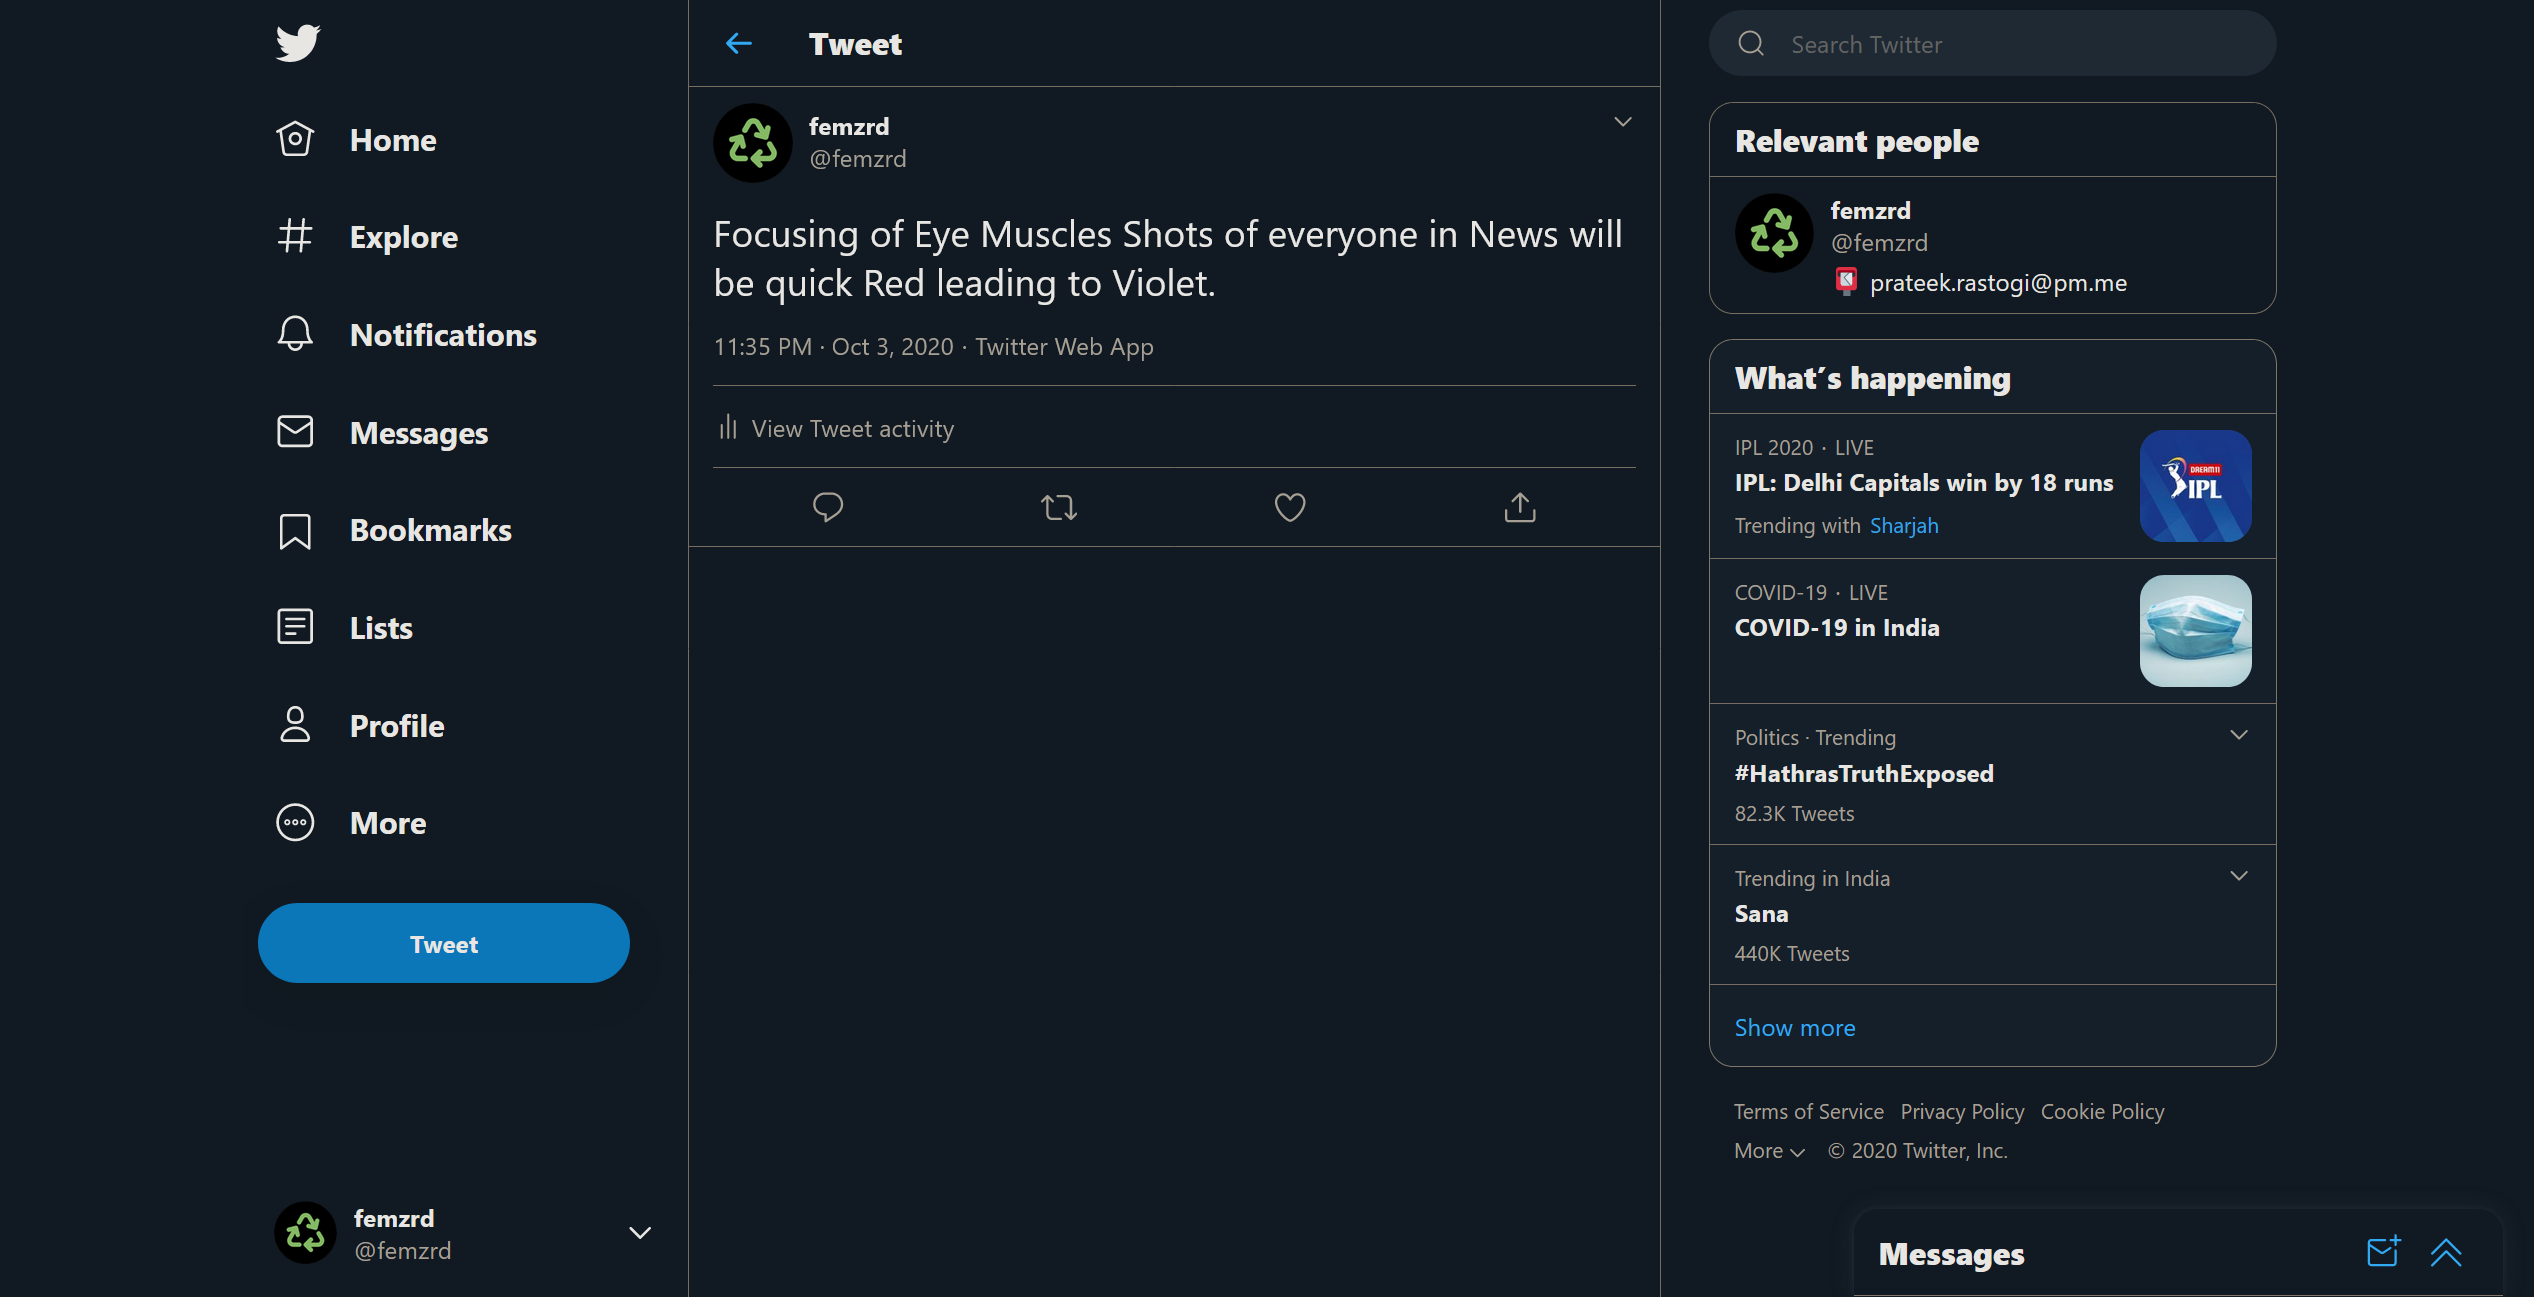 Home
Explore
Notifications
Messages
Bookmarks
Lists
Profile
More
Tweet
femzrd
@femzrd
Tweet
femzrd
@femzrd
Focusing of Eye Muscles Shots of everyone in News will
be quick Red leading to Violet.
11:35 PM · Oct 3, 2020 · Twitter Web App
View Tweet activity
Search Twitter
Relevant people
femzrd
@femzrd
prateek.rastogi@pm.me
What's happening
IPL 2020 · LIVE
IPL: Delhi Capitals win by 18 runs
Trending with Sharjah
DREAM11
IPL
COVID-19 · LIVE
COVID-19 in India
Politics · Trending
#HathrasTruthExposed
82.3K Tweets
Trending in India
Sana
440K Tweets
Show more
Terms of Service Privacy Policy Cookie Policy
More © 2020 Twitter, Inc.
Messages